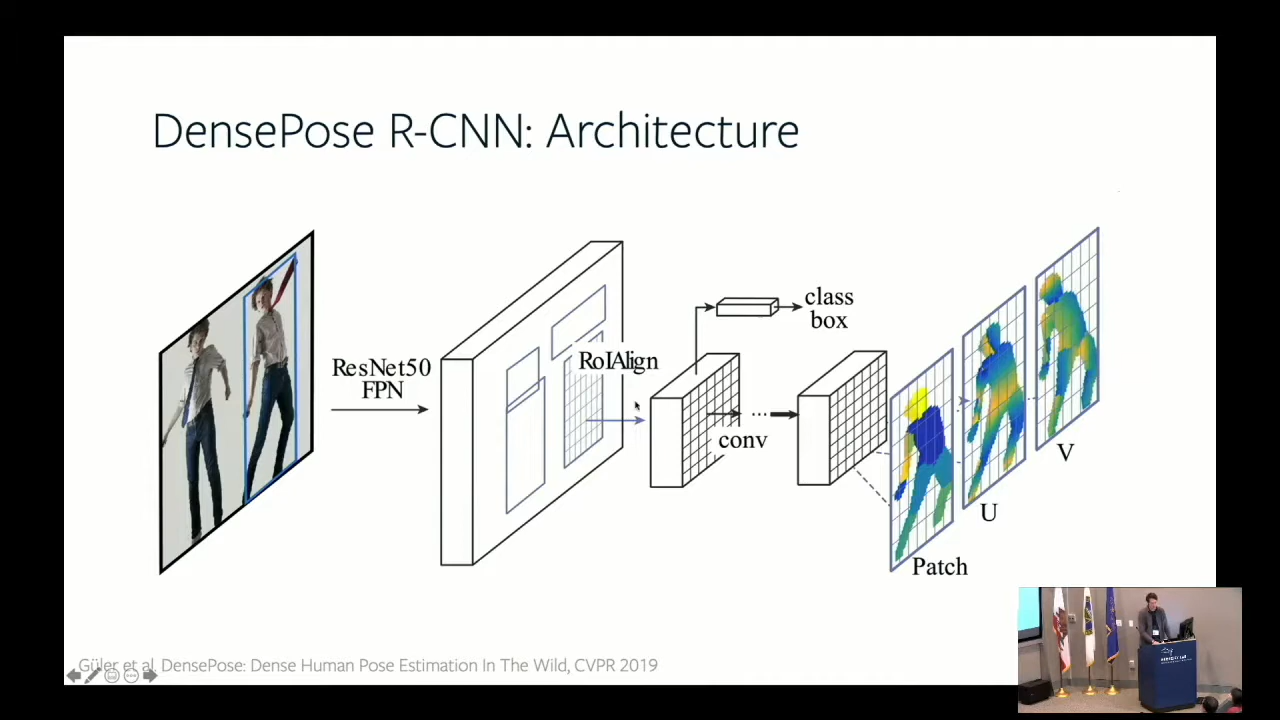 DensePose R-CNN: Architecture
ResNet50
FPN
RoIAlign
class
box
conv
Patch
U
V
Güler et al. DensePose: Dense Human Pose Estimation In The Wild, CVPR 2019